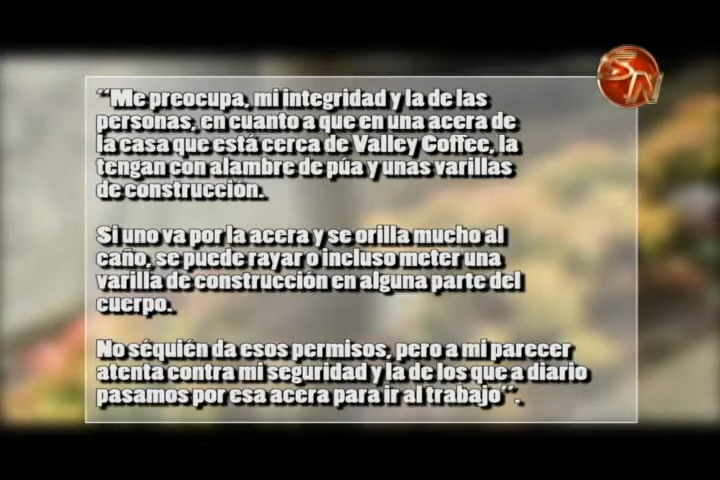 “Me preocupa, mi integridad y la de las
personas, en cuanto a que en una acera de
la casa que está cerca de Valley Coffee, la
tengan con alambre de púa y unas varillas
de construcción.
Si uno va por la acera y se orilla mucho al
caño, se puede rayar o incluso meter una
varilla de construcción en alguna parte del
cuerpo.
No séquién da esos permisos, pero a mi parecer
atenta contra mi seguridad y la de los que a diario
pasamos por esa acera para ir al trabajo”.
SN